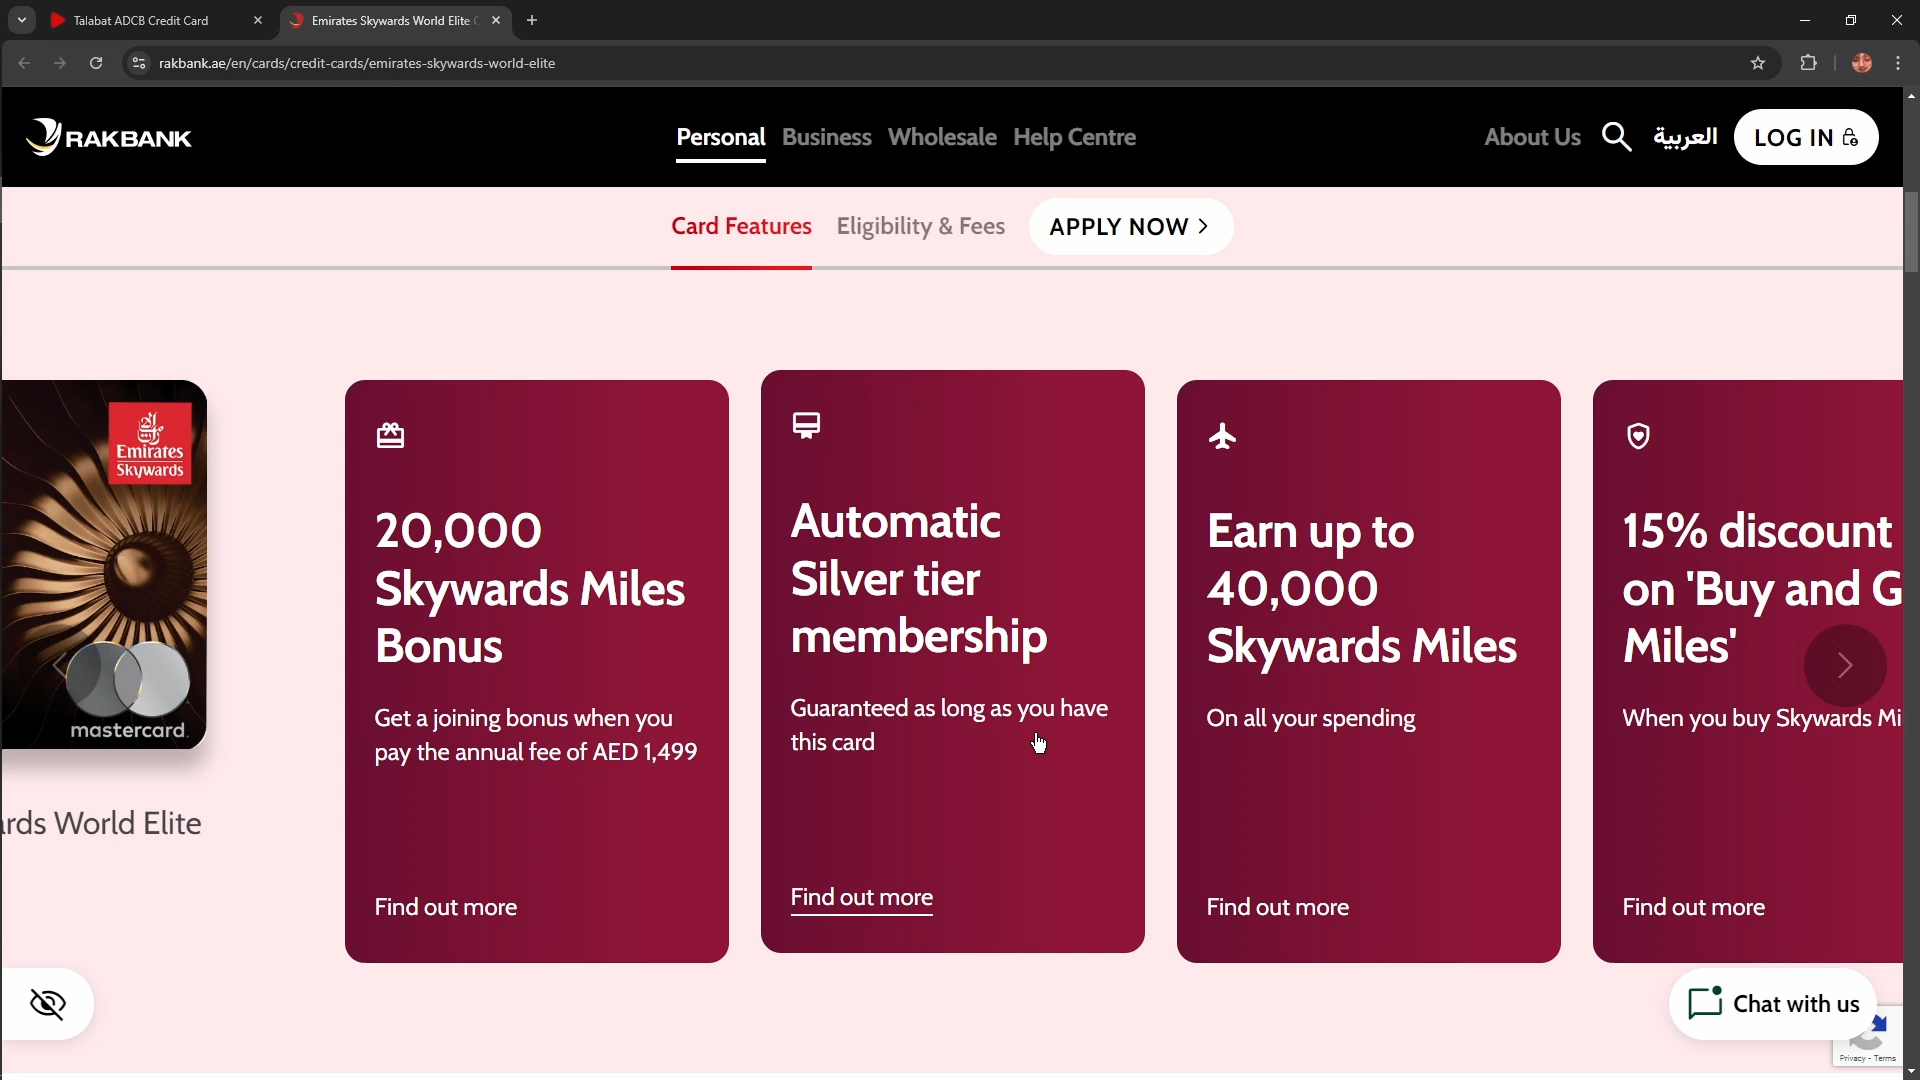 Talabat ADCB Credit Card
Emirates Skywards World Elite
rakbank.ae/en/cards/credit-cards/emirates-skywards-world-elite
RAKBANK
Personal Business Wholesale Help Centre
About Us العربية LOG IN
Card Features Eligibility & Fees APPLY NOW
Emirates
Skywards
mastercard.
World Elite
20,000
Skywards Miles
Bonus
Get a joining bonus when you
pay the annual fee of AED 1,499
Find out more
Automatic
Silver tier
membership
Guaranteed as long as you have
this card
Find out more
Earn up to
40,000
Skywards Miles
On all your spending
Find out more
15% discount
on 'Buy and G
Miles'
When you buy Skywards Mi
Find out more
Chat with us
Privacy - Terms